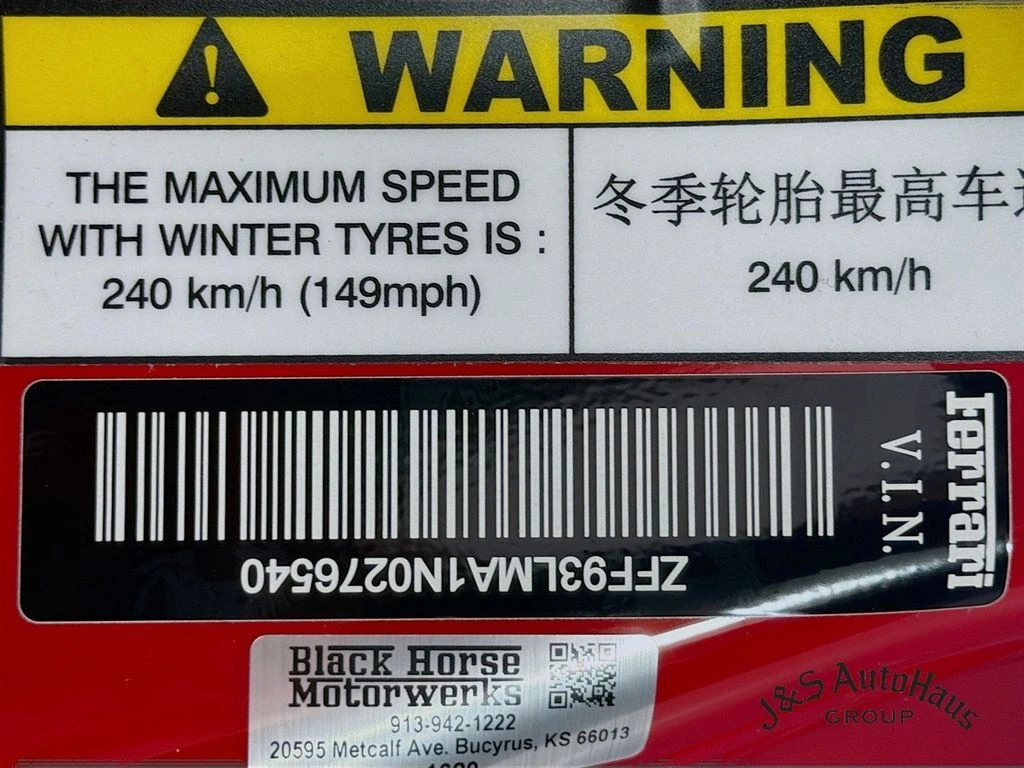 WARNING
THE MAXIMUM SPEED
WITH WINTER TYRES IS :
240 km/h (149mph)
冬季轮胎最高车
240 km/h
Ferrari
V.I.N.
ZFF93LMA1N0276540
Black Horse
Motorwerks
913-942-1222
20595 Metcalf Ave. Bucyrus, KS 66013
J&S AutoHaus
GROUP